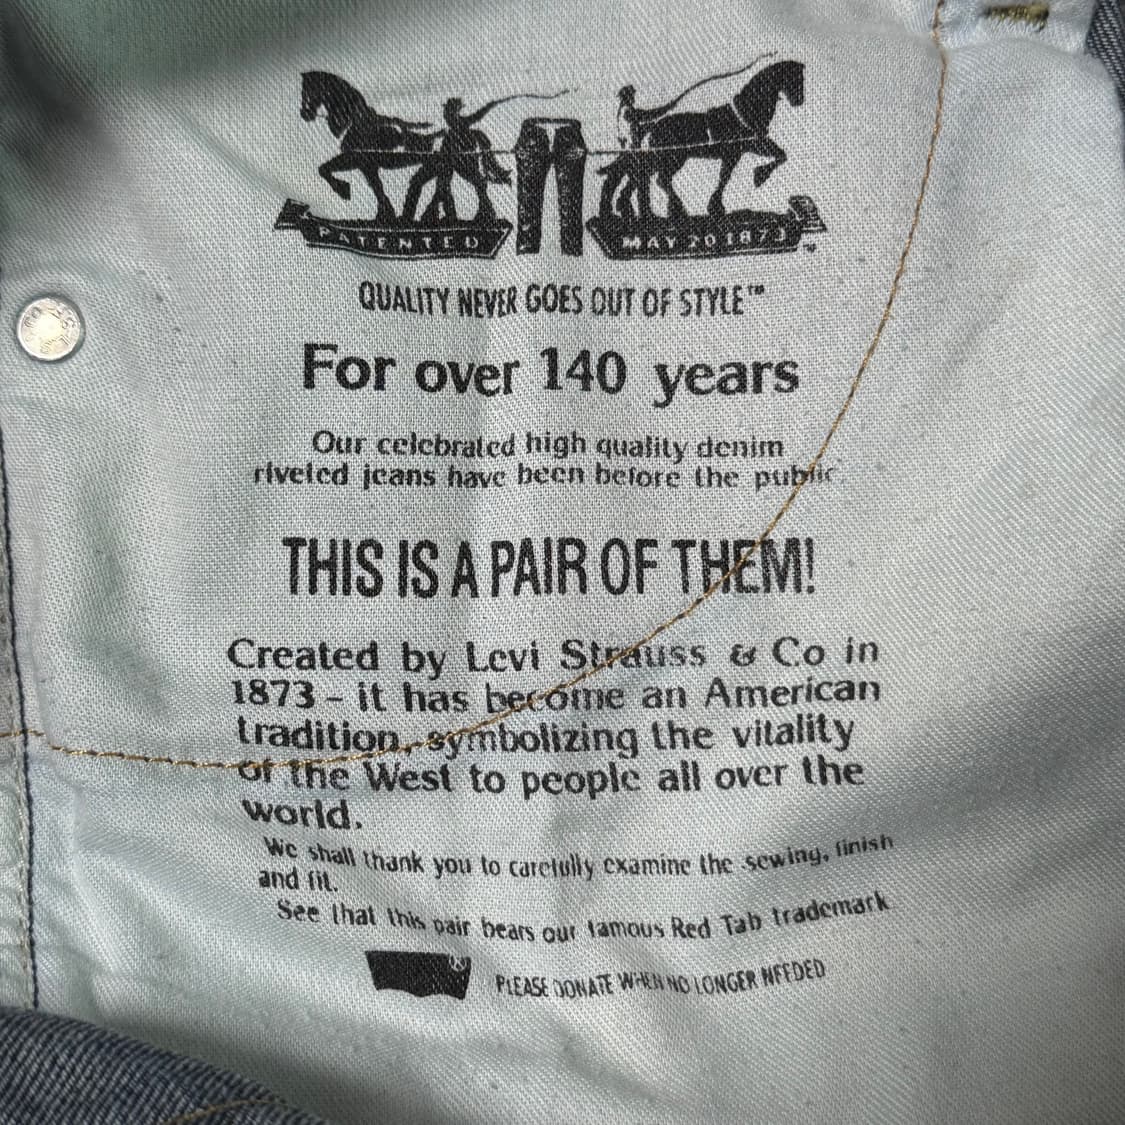 PATENTED MAY 20 1873
QUALITY NEVER GOES OUT OF STYLE™
For over 140 years
Our celebrated high quality denim
riveted jeans have been before the public
THIS IS A PAIR OF THEM!
Created by Levi Strauss & Co in
1873 - it has become an American
tradition, symbolizing the vitality
of the West to people all over the
world.
We shall thank you to carefully examine the sewing, finish
and fit.
See that this pair bears our famous Red Tab trademark
PLEASE DONATE WHEN NO LONGER NEEDED